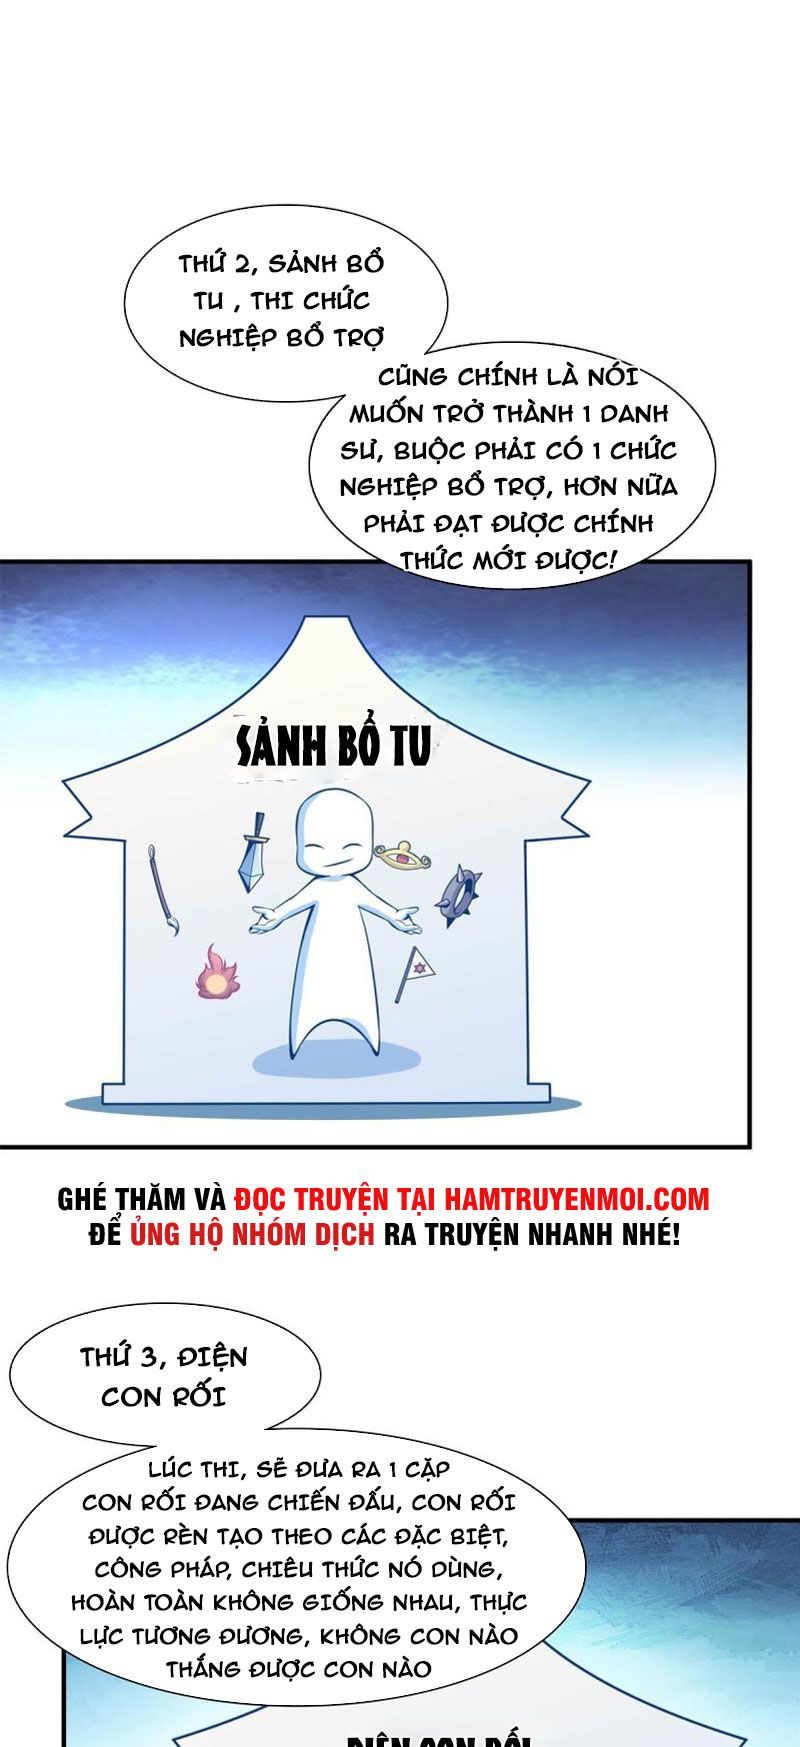 THỨ 2, SẢNH BỔ
TU , THI CHỨC
NGHIỆP BỔ TRỢ
CŨNG CHÍNH LÀ NÓI
MUỐN TRỞ THÀNH 1 DANH
SƯ, BUỘC PHẢI CÓ 1 CHỨC
NGHIỆP BỔ TRỢ, HƠN NỮA
PHẢI ĐẠT ĐƯỢC CHÍNH
THỨC MỚI ĐƯỢC!
SẢNH BỔ TU
GHÉ THĂM VÀ ĐỌC TRUYỆN TẠI HAMTRUYENMOI.COM
ĐỂ ỦNG HỘ NHÓM DỊCH RA TRUYỆN NHANH NHÉ!
THỨ 3, ĐIỆN
CON RỐI
LÚC THI, SẼ ĐƯA RA 1 CẶP
CON RỐI ĐANG CHIẾN ĐẤU, CON RỐI
ĐƯỢC RÈN TẠO THEO CÁC ĐẶC BIỆT,
CÔNG PHÁP, CHIÊU THỨC NÓ DÙNG,
HOÀN TOÀN KHÔNG GIỐNG NHAU, THỰC
LỰC TƯƠNG ĐƯƠNG, KHÔNG CON NÀO
THẮNG ĐƯỢC CON NÀO
ĐIỆN CON RỐI